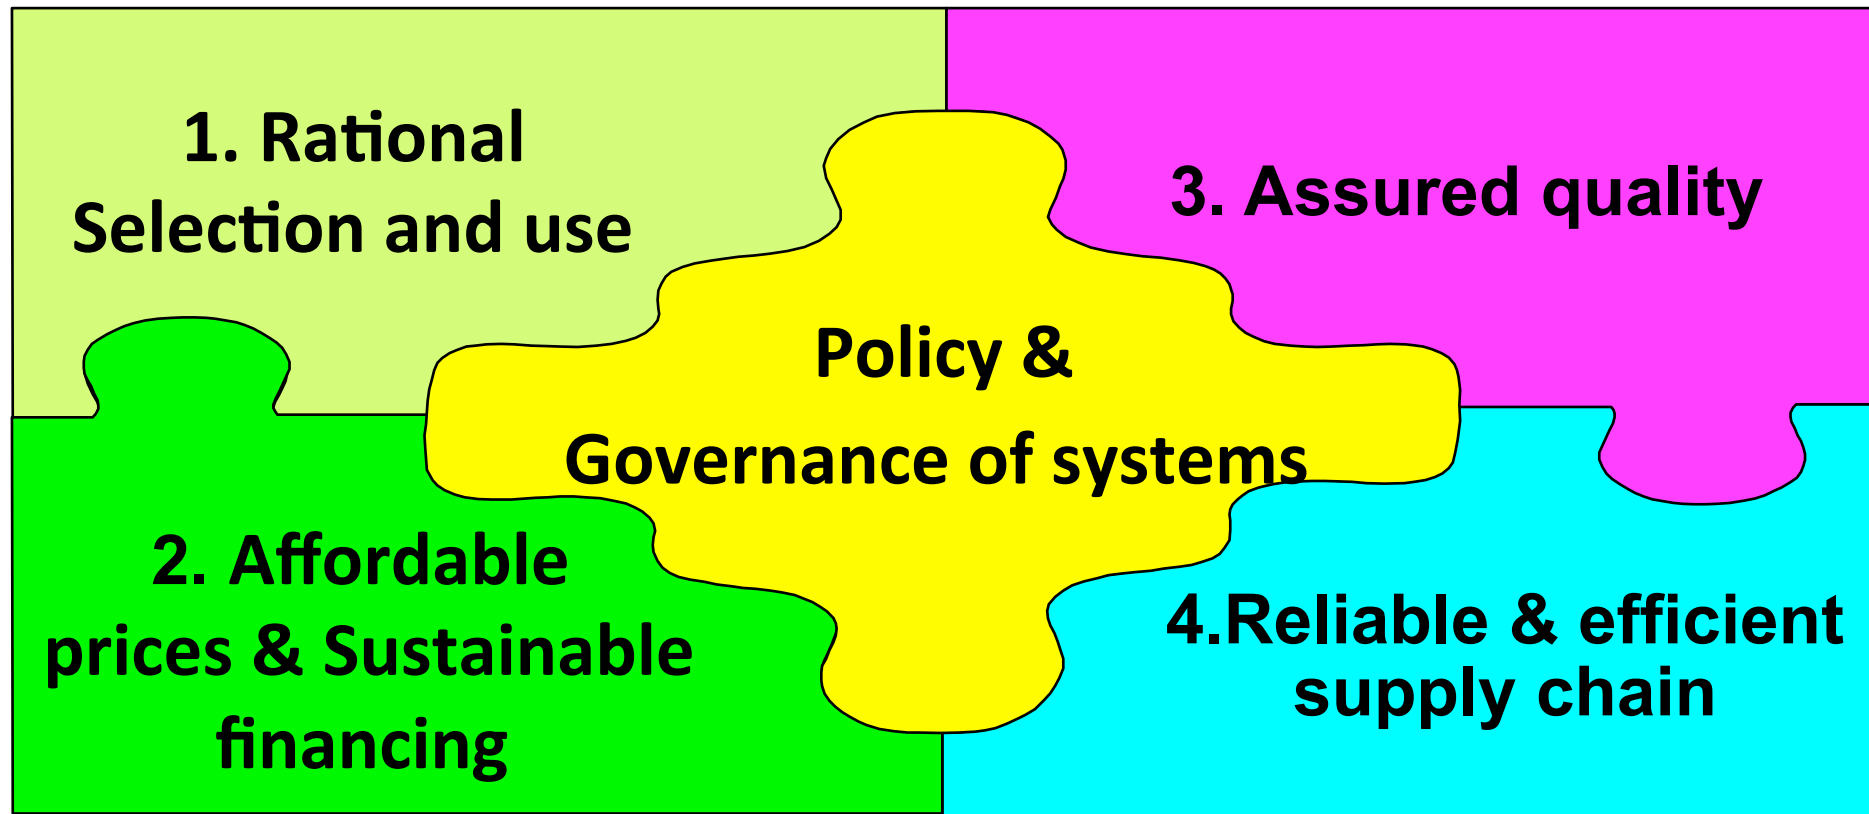 1. Rational
Selection and use
3. Assured quality
Policy &
Governance of systems
2. Affordable
prices & Sustainable
financing
4.Reliable & efficient
supply chain